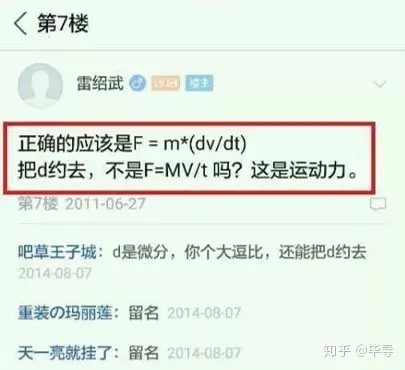 第7楼
雷绍武 LV.13 楼主
正确的应该是F = m*(dv/dt)
把d约去，不是F=MV/t 吗？这是运动力。
第7楼 2011-06-27
吧草王子城：d是微分，你个大逗比，还能把d约去
2014-08-07
重装の玛丽莲：留名 2014-08-07
天一亮就挂了：留名 2014-08-07
知乎 @毕导